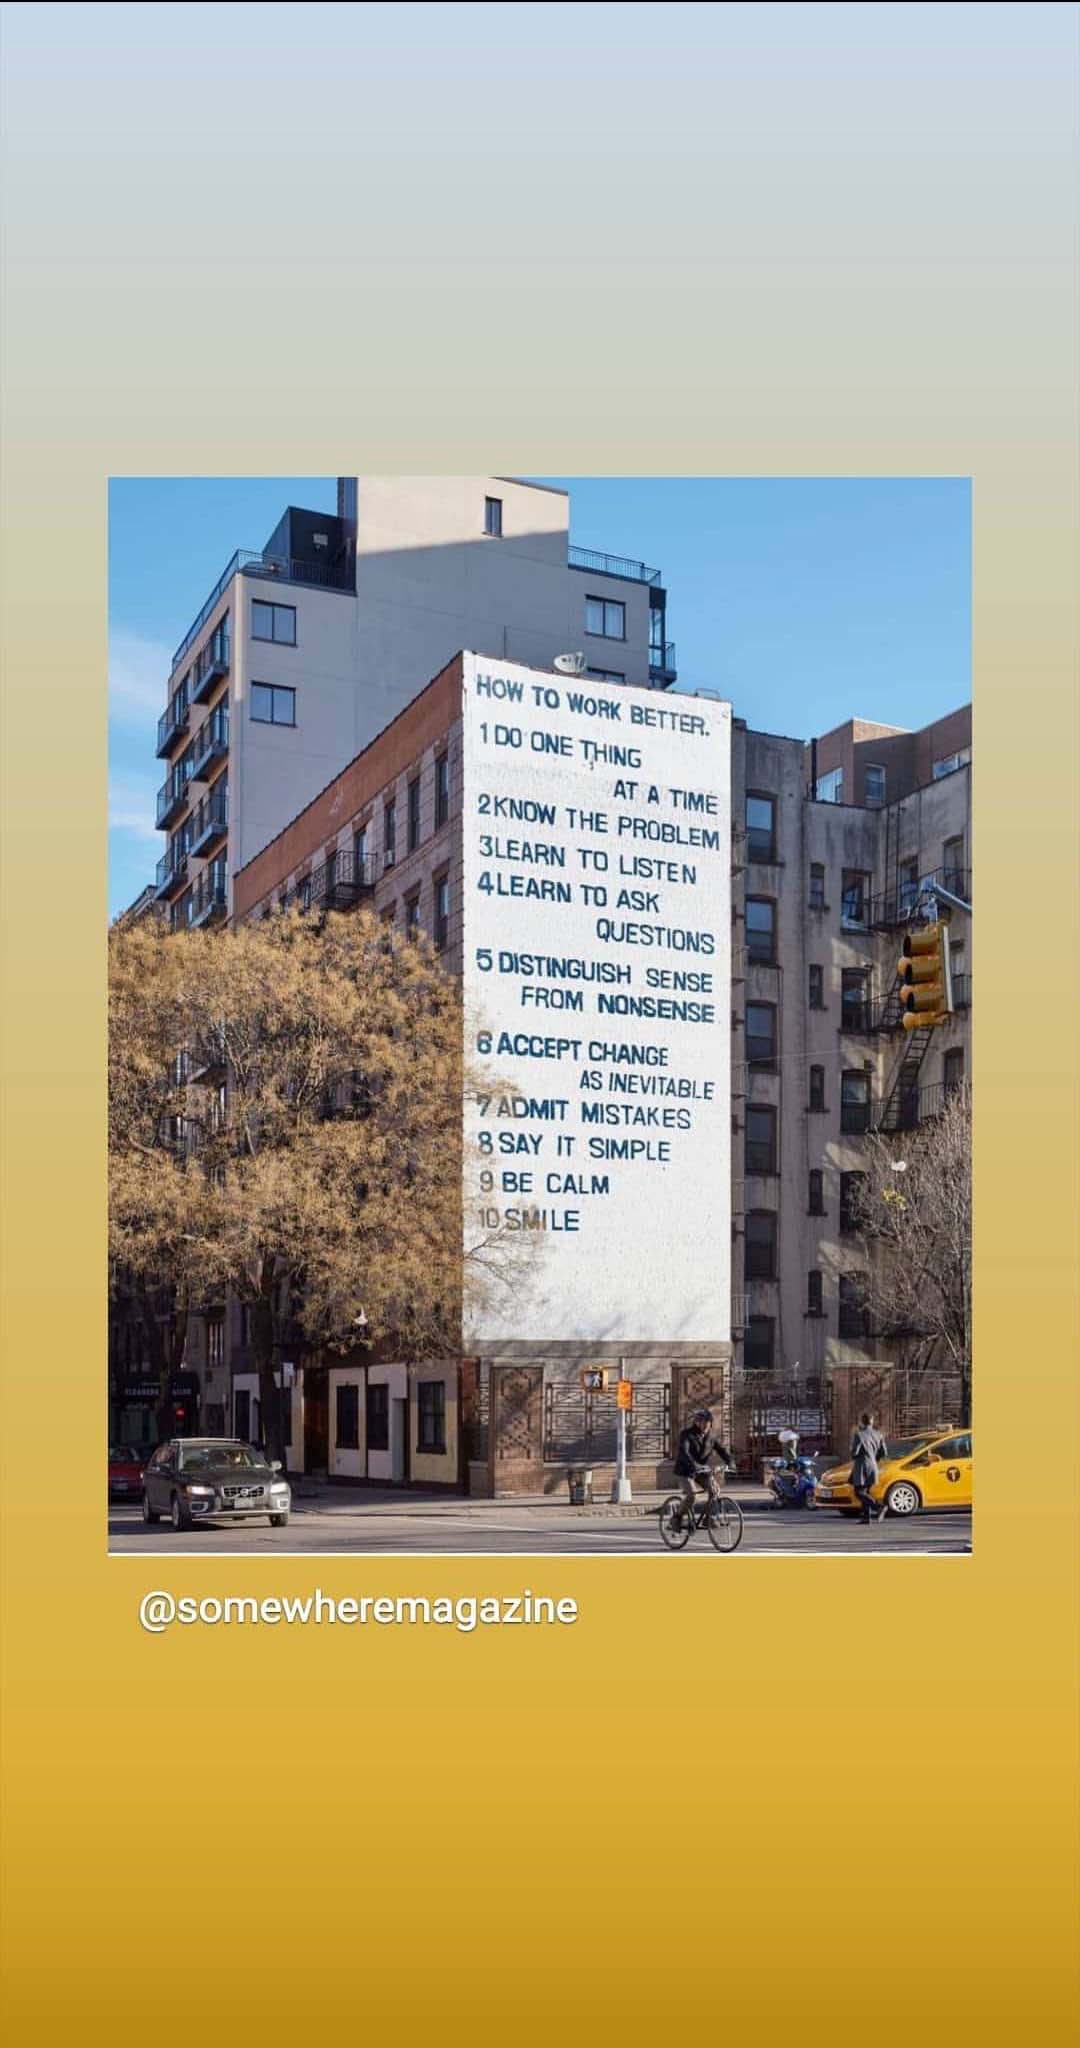 HOW TO WORK BETTER.
1 DO ONE THING
AT A TIME
2 KNOW THE PROBLEM
3 LEARN TO LISTEN
4 LEARN TO ASK
QUESTIONS
5 DISTINGUISH SENSE
FROM NONSENSE
6 ACCEPT CHANGE
AS INEVITABLE
7 ADMIT MISTAKES
8 SAY IT SIMPLE
9 BE CALM
10 SMILE
CLEANERS
T
@somewheremagazine